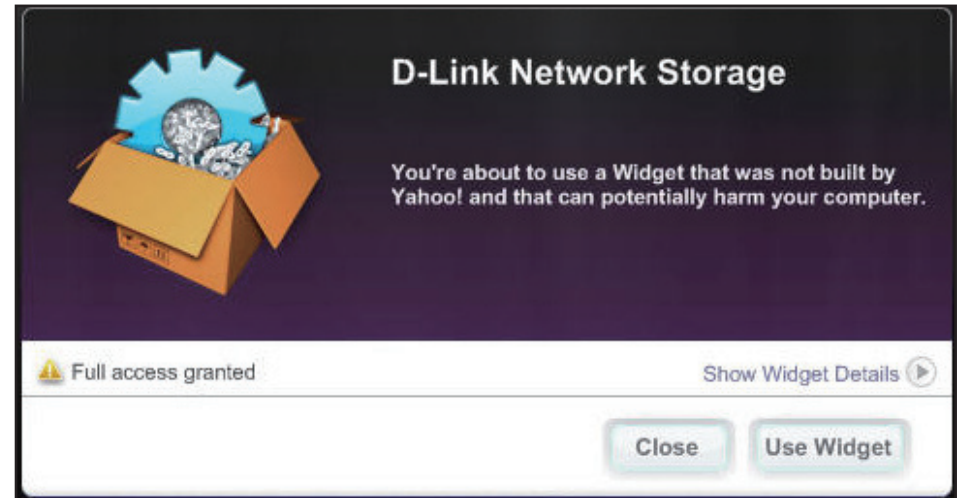 D-Link Network Storage
You're about to use a Widget that was not built by
Yahoo! and that can potentially harm your computer.
Full access granted
Show Widget Details
Close
Use Widget